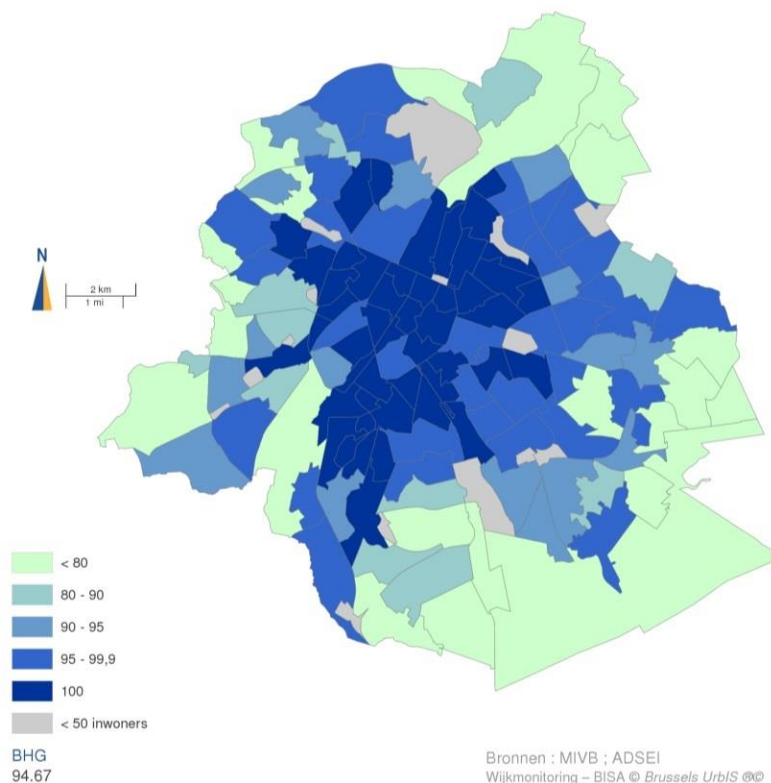 N
2 km
1 mi
< 80
80 - 90
90 - 95
95 - 99,9
100
< 50 inwoners
BHG
94.67
Bronnen : MIVB ; ADSEI
Wijkmonitoring – BISA © Brussels UrbIS ®©